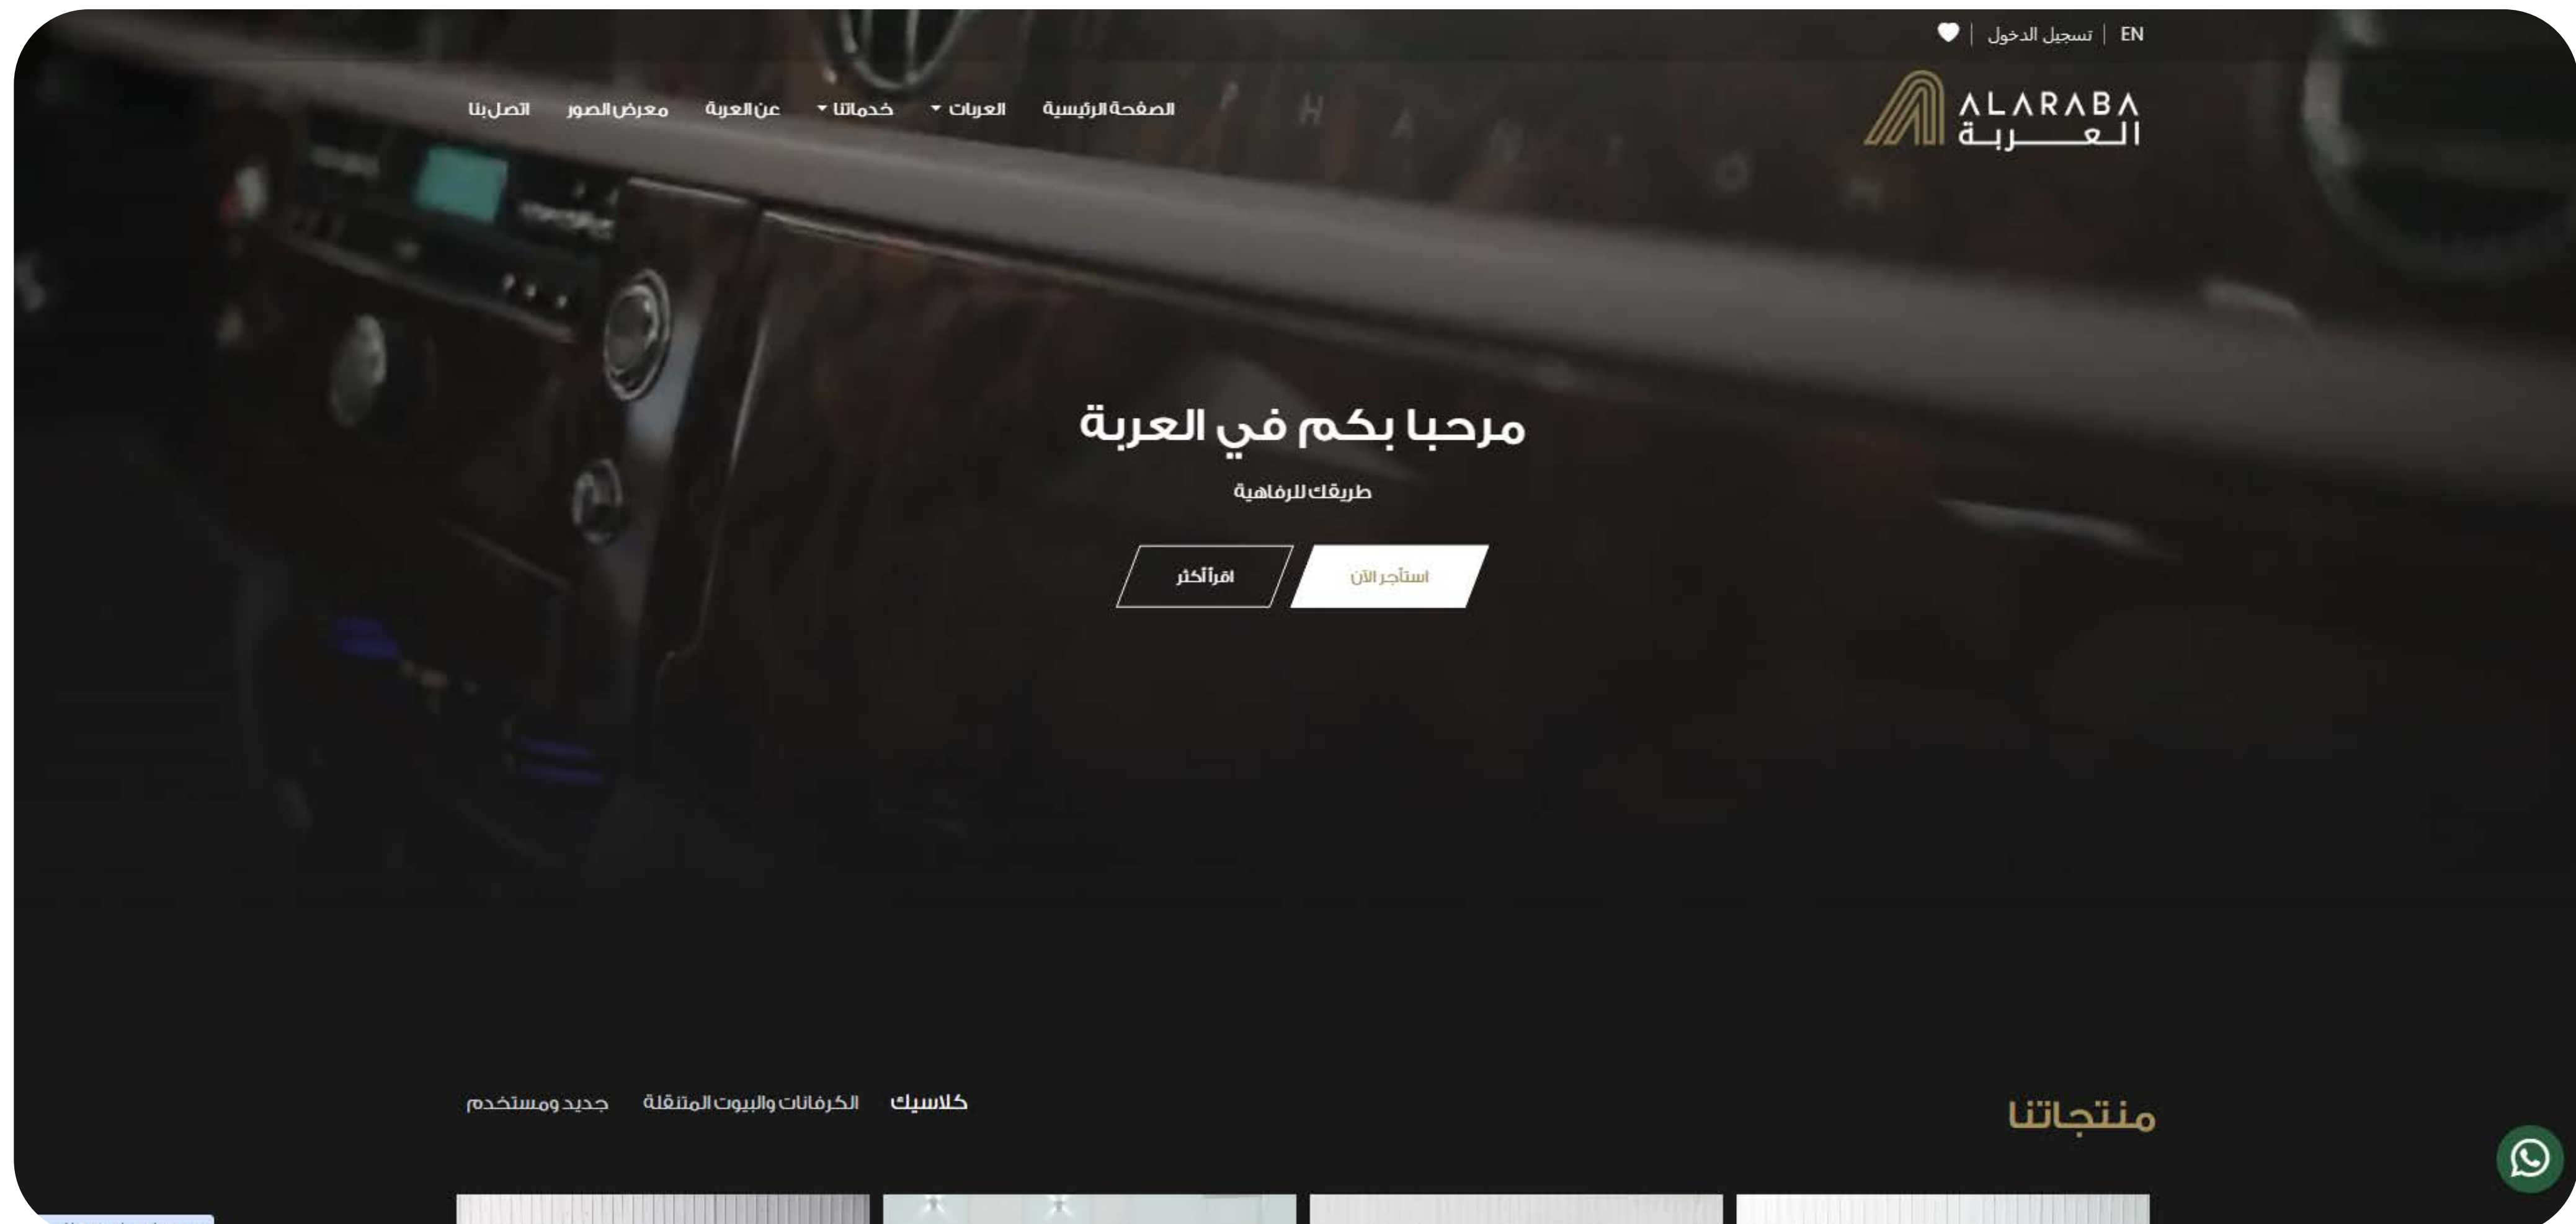 EN | تسجيل الدخول
ALARABA
العربة
الصفحة الرئيسية العربات خدماتنا عن العربة معرض الصور اتصل بنا
PHANTOM
مرحبا بكم في العربة
طريقك للرفاهية
استأجر الآن اقرأ أكثر
منتجاتنا
كلاسيك الكرفانات والبيوت المتنقلة جديد ومستخدم